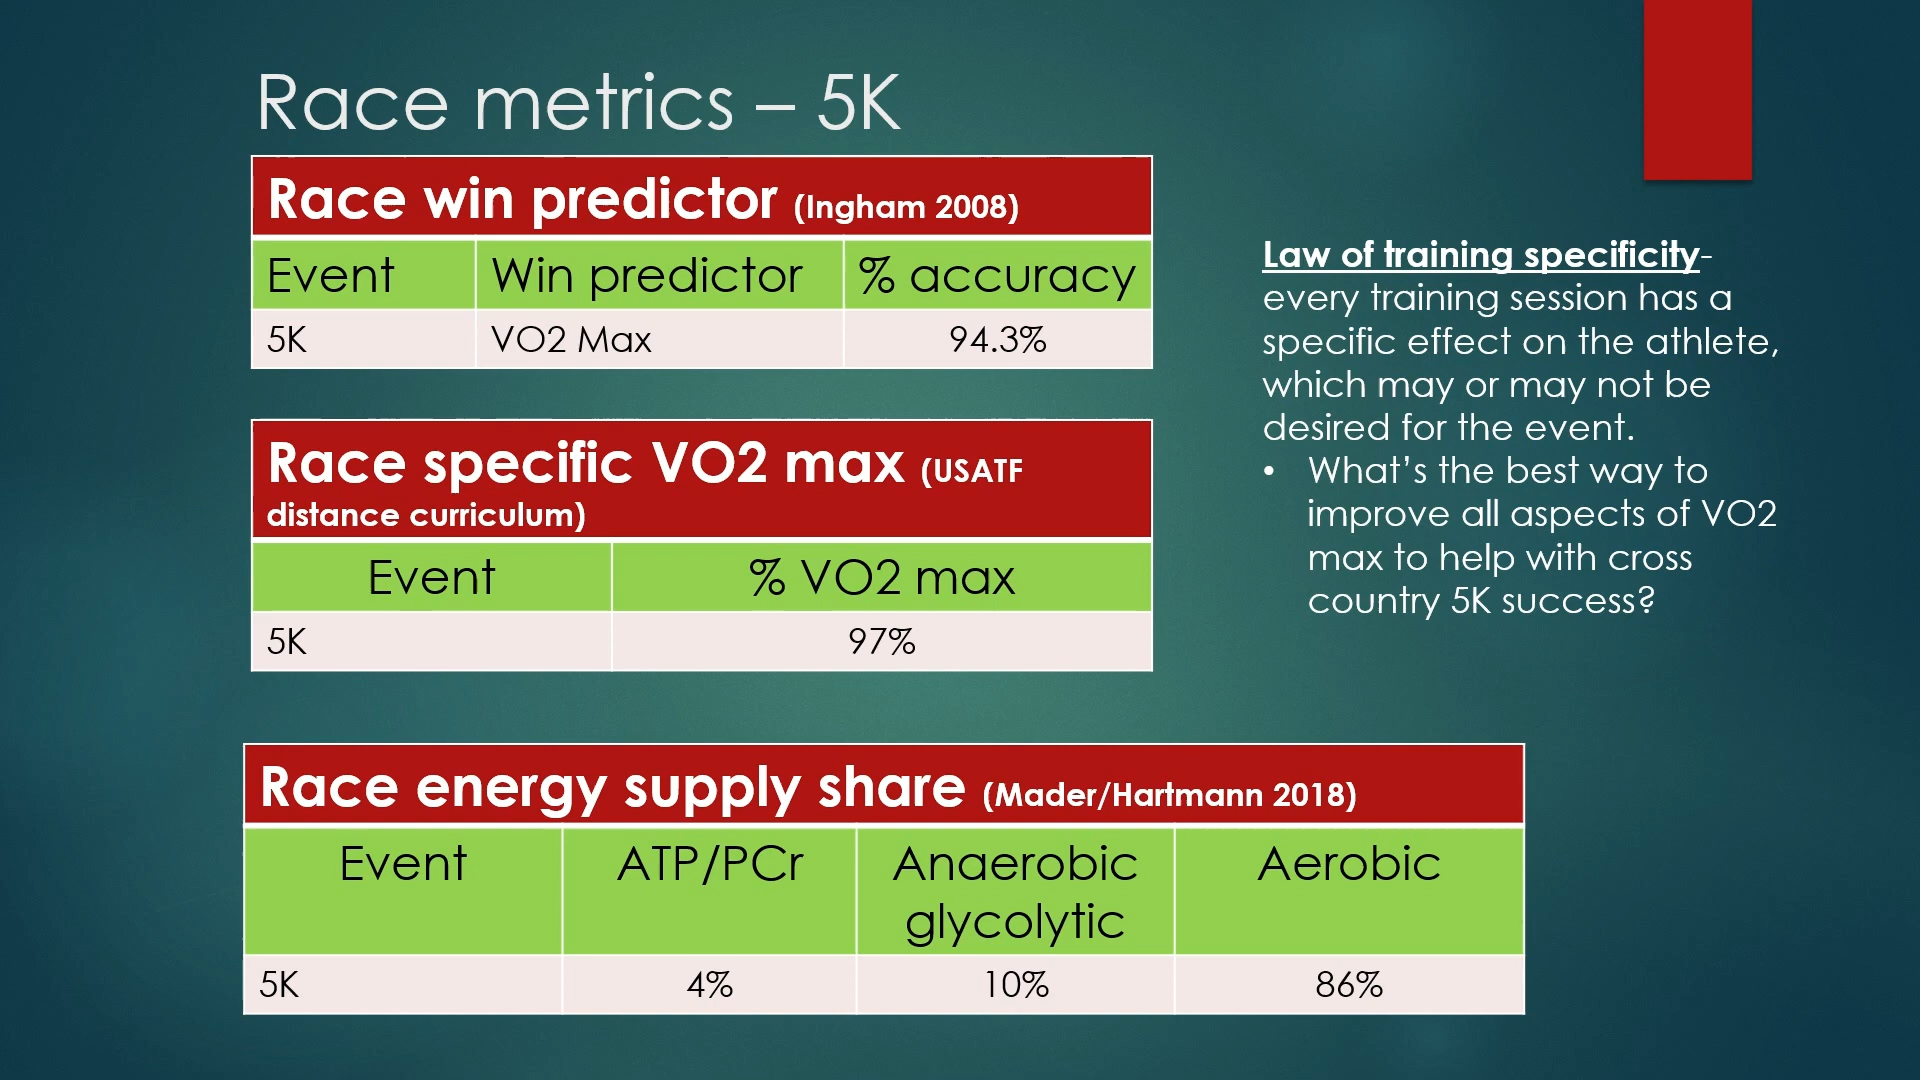 Race metrics – 5K
Race win predictor (Ingham 2008)
Event Win predictor % accuracy
5K VO2 Max 94.3%
Race specific VO2 max (USATF
distance curriculum)
Event % VO2 max
5K 97%
Race energy supply share (Mader/Hartmann 2018)
Event ATP/PCr Anaerobic Aerobic
glycolytic
5K 4% 10% 86%
Law of training specificity-
every training session has a
specific effect on the athlete,
which may or may not be
desired for the event.
• What’s the best way to
improve all aspects of VO2
max to help with cross
country 5K success?